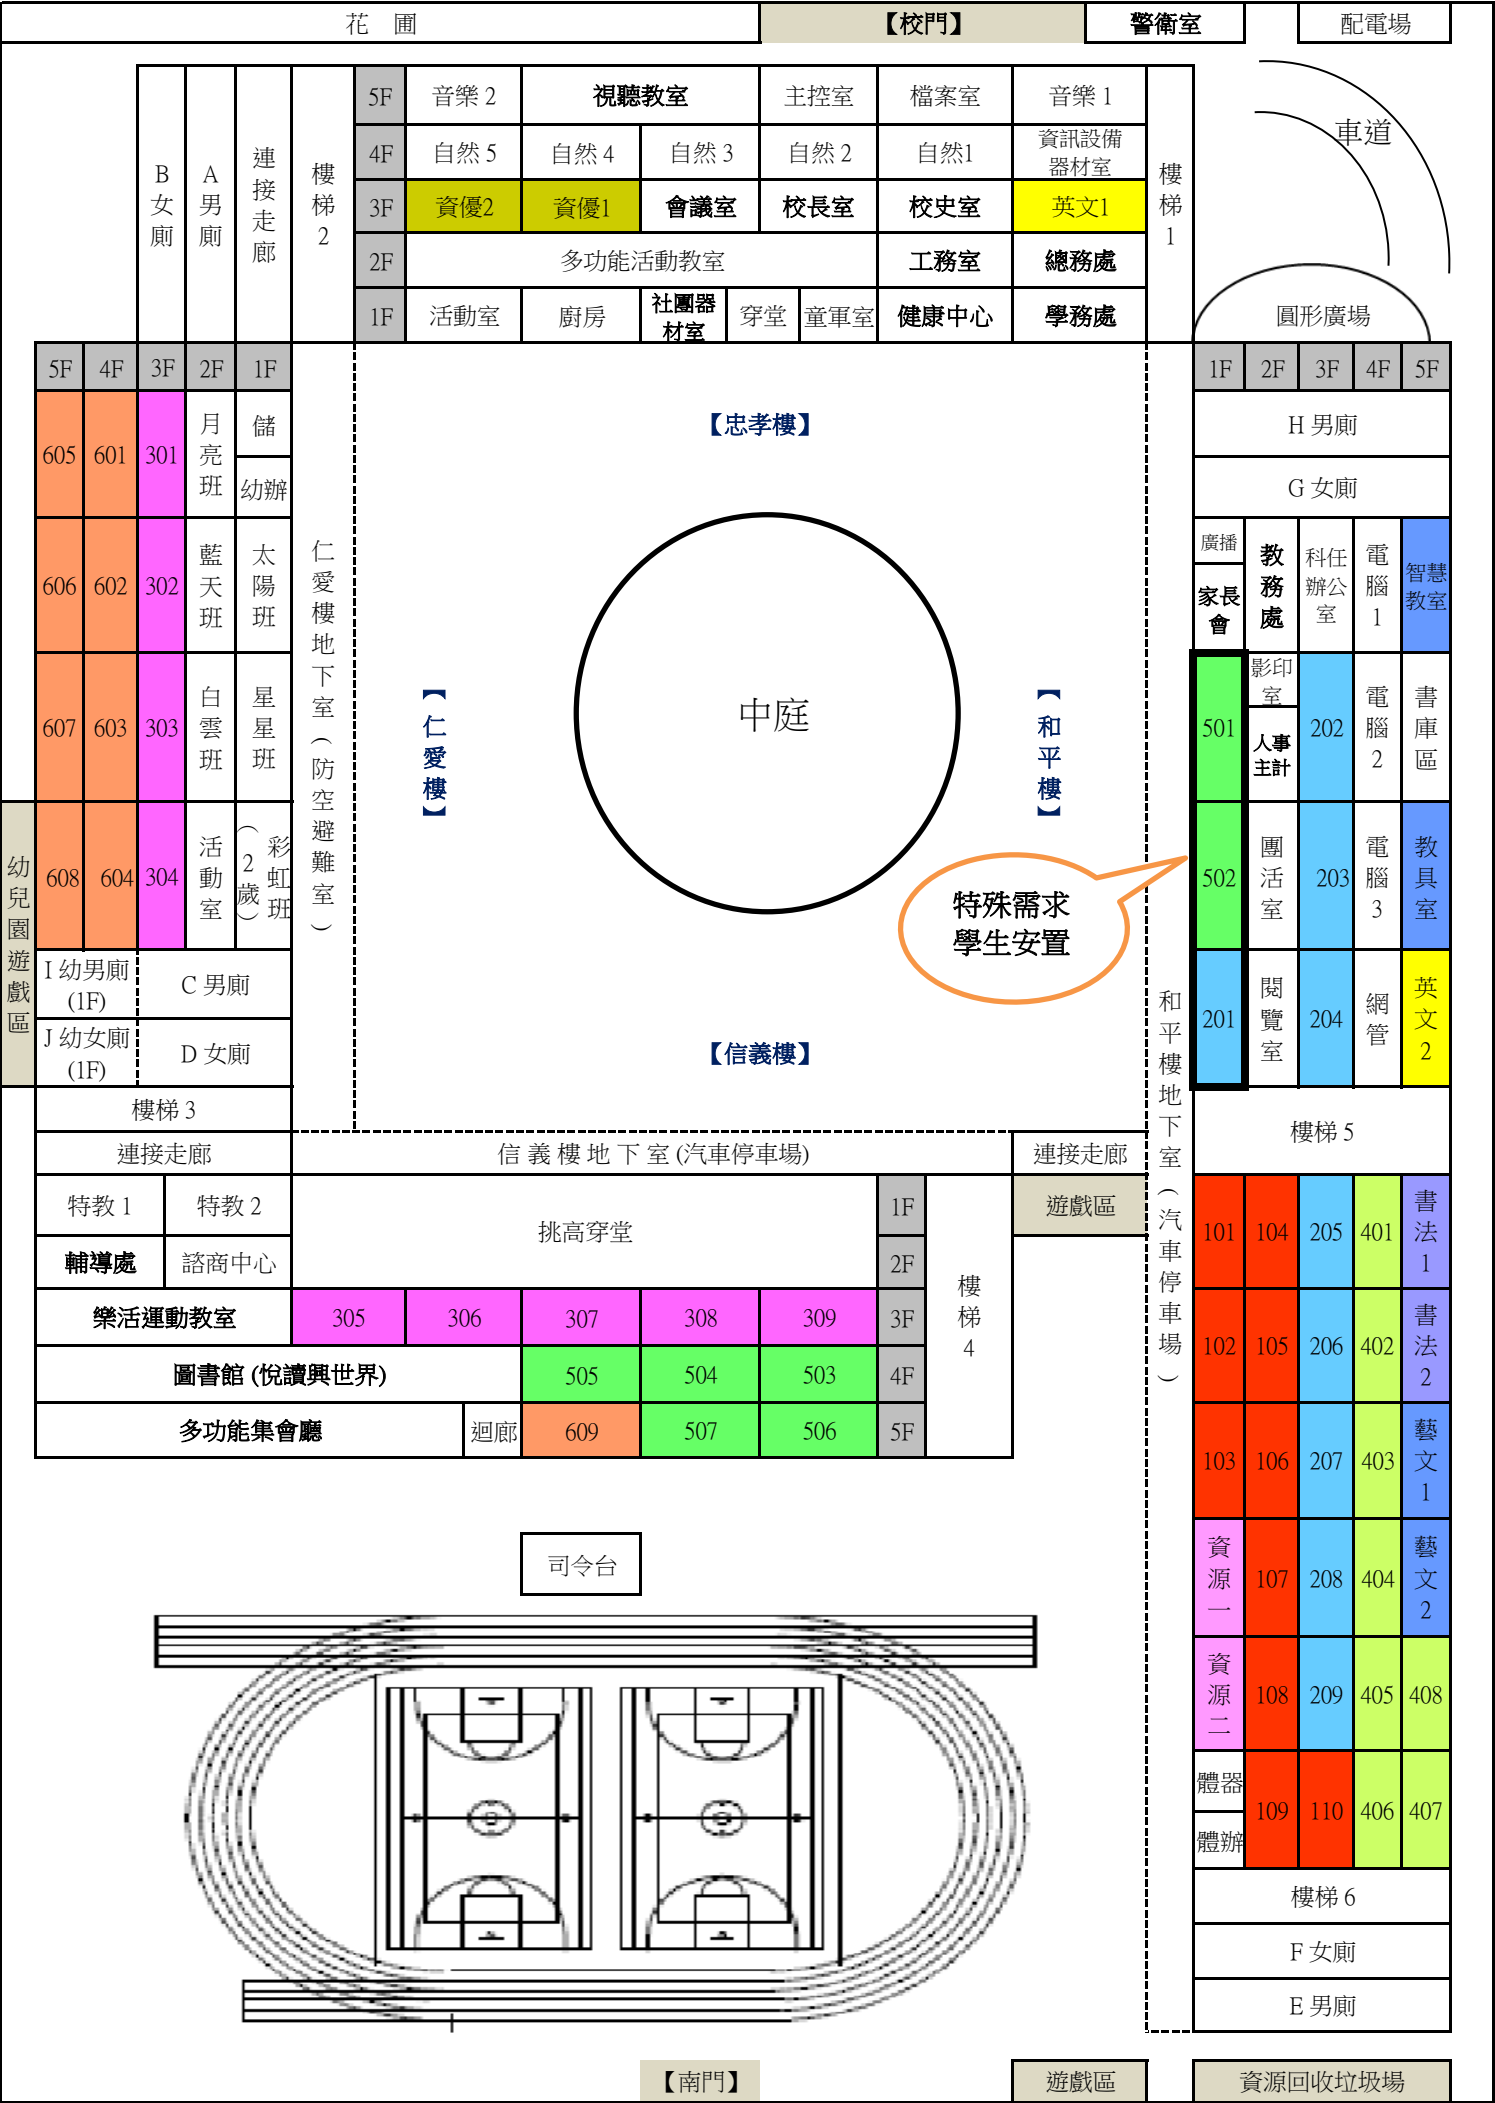 花 圃
【校門】
警衛室
配電場
車道
圓形廣場
B女廁
A男廁
連接走廊
樓梯2
5F 音樂 2 視聽教室 主控室 檔案室 音樂 1
4F 自然 5 自然 4 自然 3 自然 2 自然1 資訊設備
器材室
3F 資優2 資優1 會議室 校長室 校史室 英文1
2F 多功能活動教室 工務室 總務處
1F 活動室 廚房 社團器
材室 穿堂 童軍室 健康中心 學務處
樓梯1
5F 4F 3F 2F 1F
605 601 301 月亮班 儲
幼辦
606 602 302 藍天班 太陽班
607 603 303 白雲班 星星班
608 604 304 活動室 彩虹班
(2歲)
幼兒園遊戲區
I 幼男廁
(1F)
C 男廁
J 幼女廁
(1F)
D 女廁
樓梯 3
連接走廊
仁愛樓地下室(防空避難室)
【忠孝樓】
【仁愛樓】
中庭
【和平樓】
特殊需求
學生安置
【信義樓】
和平樓地下室(汽車停車場)
1F 2F 3F 4F 5F
H 男廁
G 女廁
廣播
家長
會
教務處
科任
辦公
室
電腦1
智慧
教室
501 影印
室
人事
主計
202 電腦2 書庫區
502 團活室 203 電腦3 教具室
201 閱覽室 204 網管 英文2
樓梯 5
信 義 樓 地 下 室 (汽車停車場)
連接走廊
遊戲區
特教 1 特教 2 挑高穿堂 1F
輔導處 諮商中心 2F
樂活運動教室 305 306 307 308 309 3F
圖書館 (悅讀興世界) 505 504 503 4F
多功能集會廳 迴廊 609 507 506 5F
樓梯4
101 104 205 401 書法1
102 105 206 402 書法2
103 106 207 403 藝文1
資源一 107 208 404 藝文2
資源二 108 209 405 408
體器
體辦
109 110 406 407
樓梯 6
F 女廁
E 男廁
司令台
【南門】
遊戲區
資源回收垃圾場